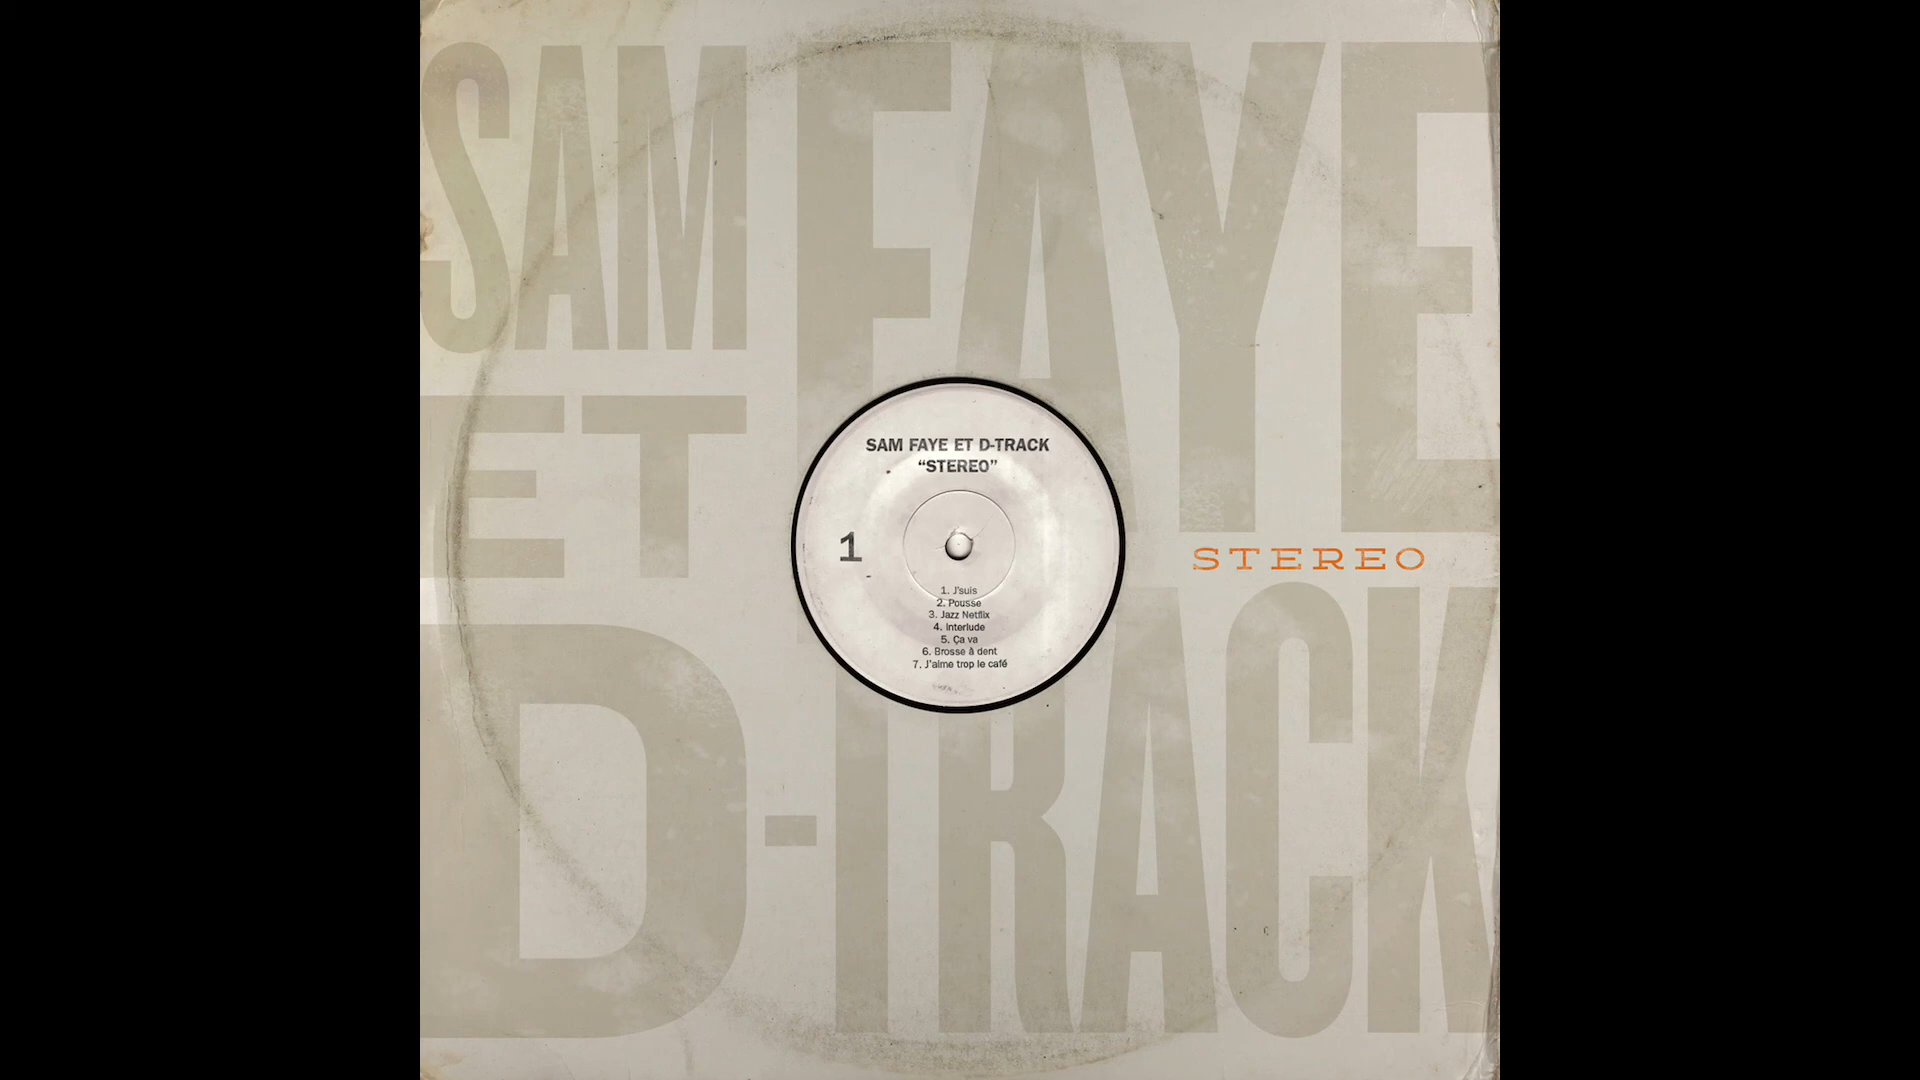 SAM FAYE
ET
D-TRACK
STEREO
SAM FAYE ET D-TRACK
“STEREO”
1
1. J'suis
2. Pousse
3. Jazz Netflix
4. Interlude
5. Ça va
6. Brosse à dent
7. J'aime trop le café